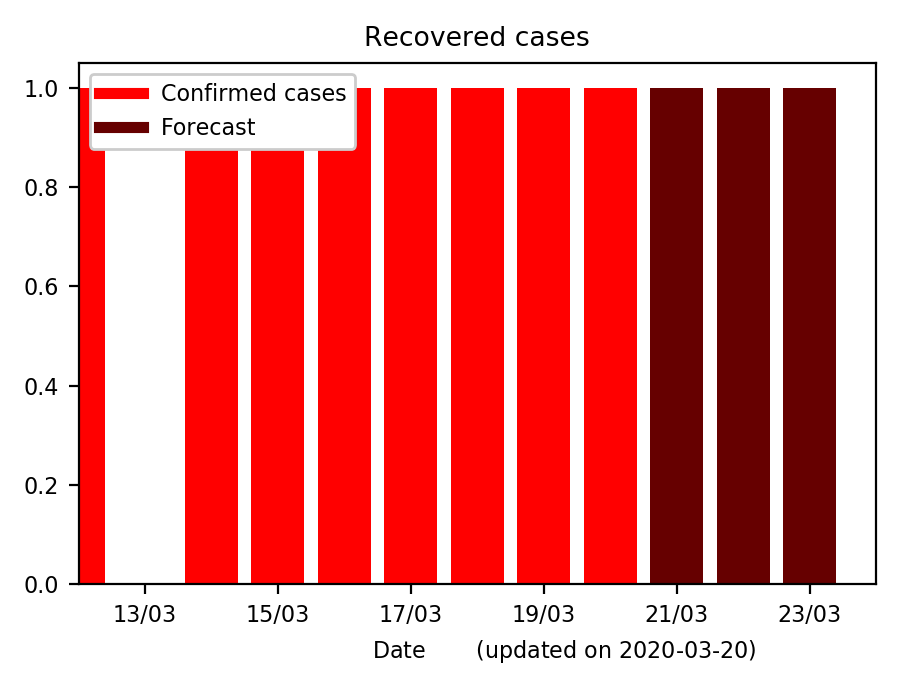 Recovered cases
Confirmed cases
Forecast
1.0
0.8
0.6
0.4
0.2
0.0
13/03 15/03 17/03 19/03 21/03 23/03
Date (updated on 2020-03-20)